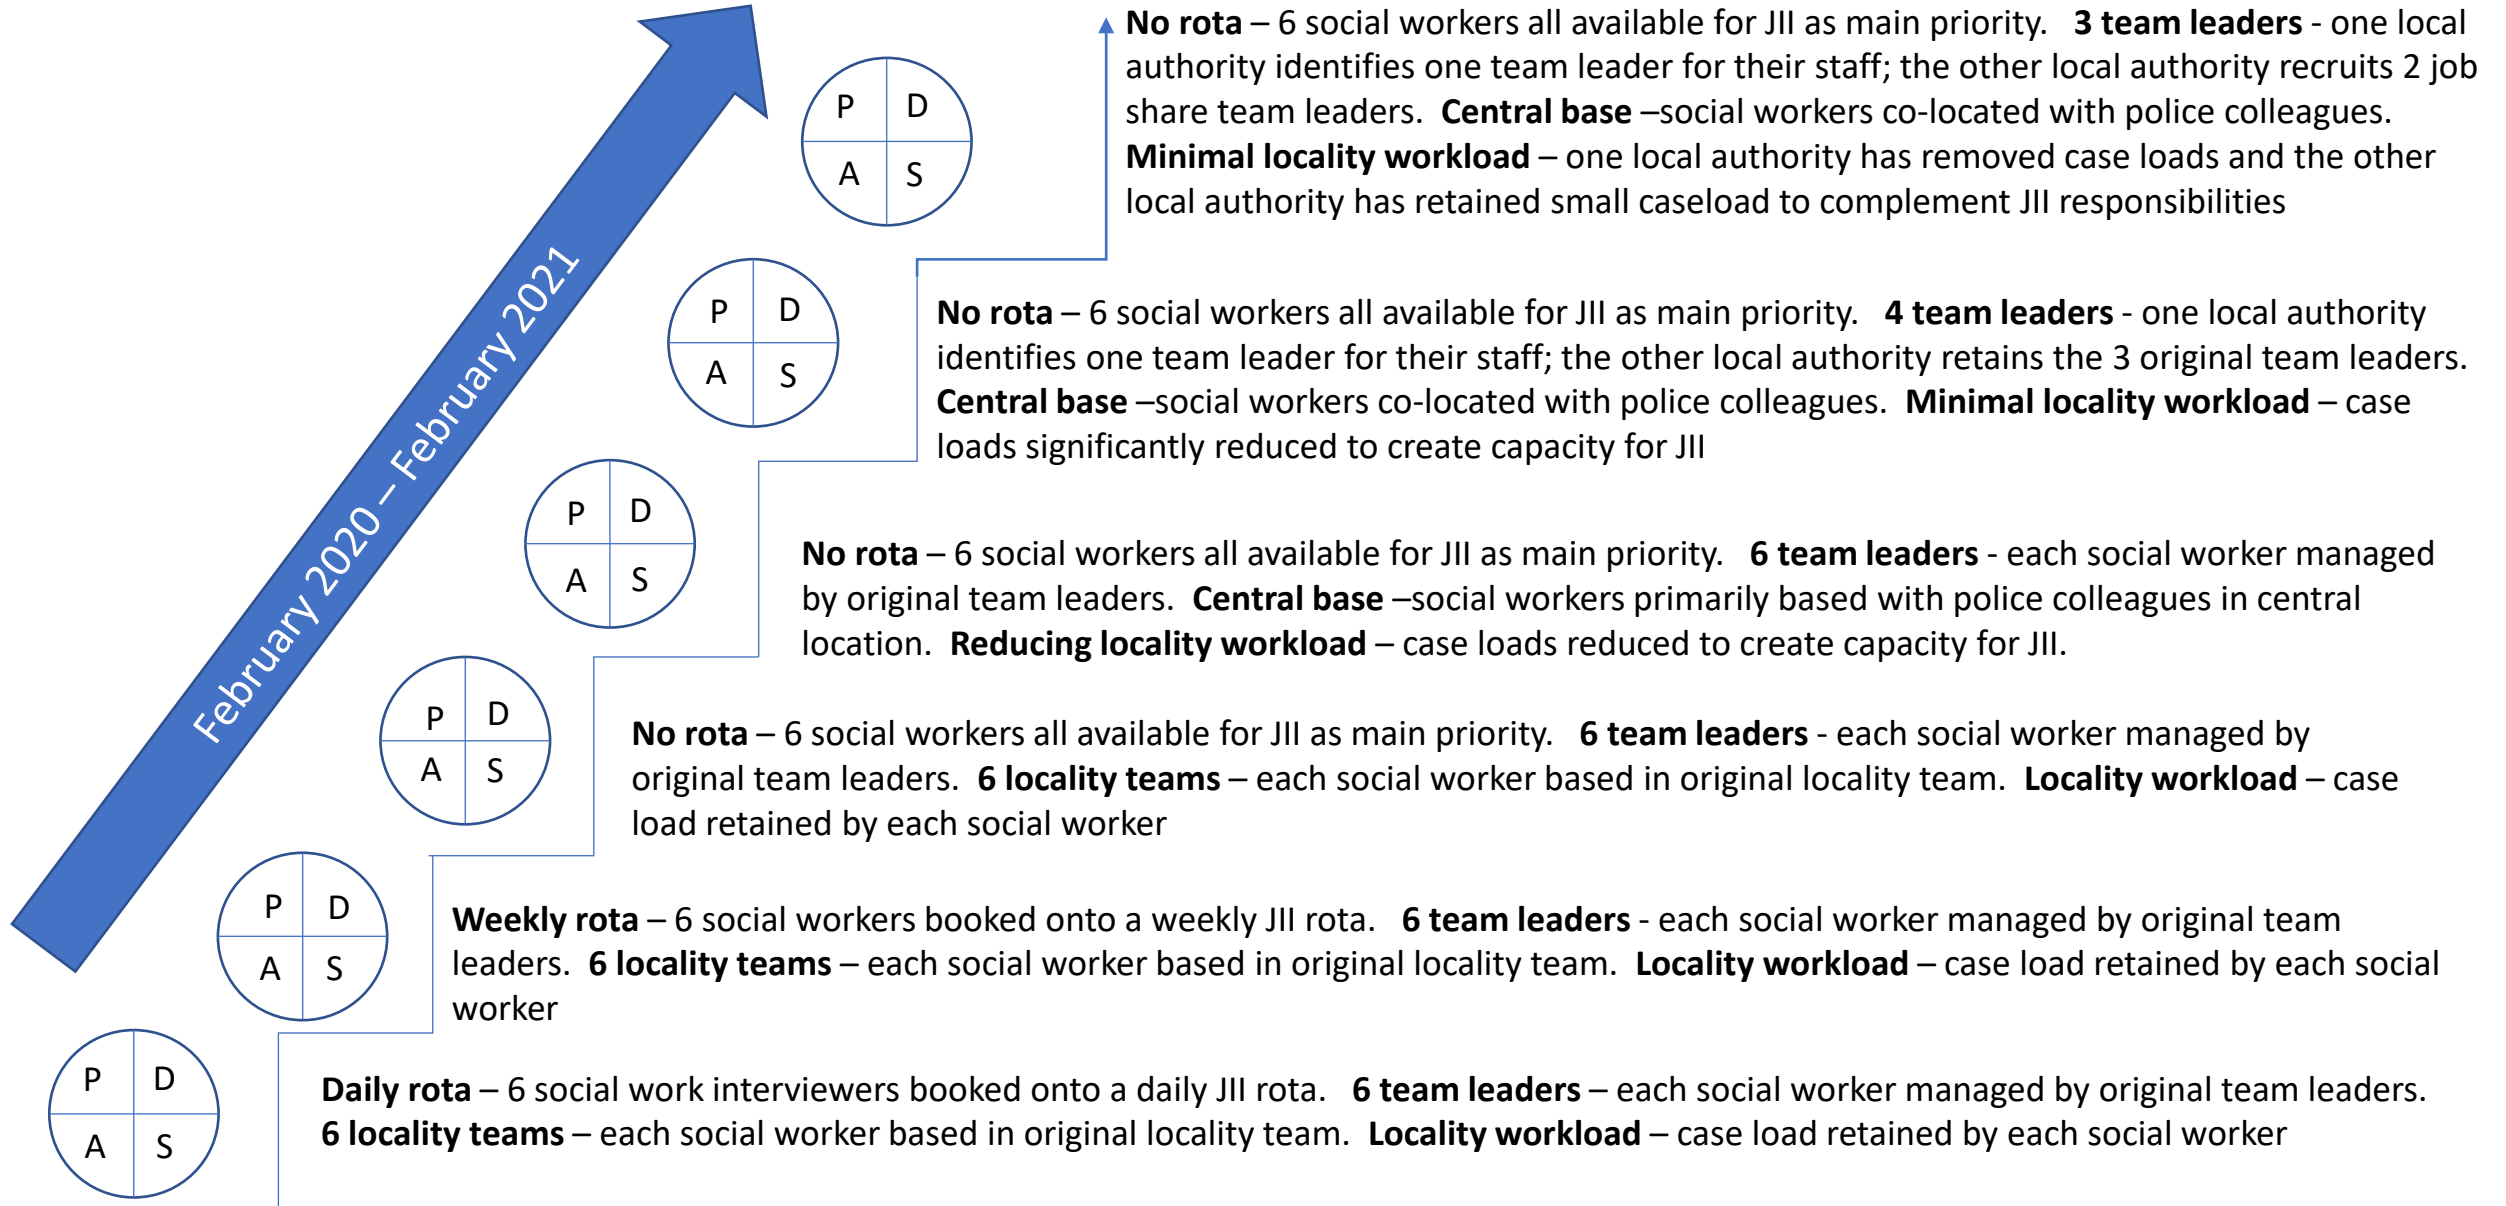 No rota – 6 social workers all available for JII as main priority.   3 team leaders - one local
authority identifies one team leader for their staff; the other local authority recruits 2 job
share team leaders.  Central base –social workers co-located with police colleagues.
Minimal locality workload – one local authority has removed case loads and the other
local authority has retained small caseload to complement JII responsibilities
P D
A S
February 2020 – February 2021
No rota – 6 social workers all available for JII as main priority.   4 team leaders - one local authority
identifies one team leader for their staff; the other local authority retains the 3 original team leaders.
Central base –social workers co-located with police colleagues.  Minimal locality workload – case
loads significantly reduced to create capacity for JII
P D
A S
No rota – 6 social workers all available for JII as main priority.   6 team leaders - each social worker managed
by original team leaders.  Central base –social workers primarily based with police colleagues in central
location.  Reducing locality workload – case loads reduced to create capacity for JII.
P D
A S
No rota – 6 social workers all available for JII as main priority.   6 team leaders - each social worker managed by
original team leaders.  6 locality teams – each social worker based in original locality team.  Locality workload – case
load retained by each social worker
P D
A S
Weekly rota – 6 social workers booked onto a weekly JII rota.   6 team leaders - each social worker managed by original team
leaders.  6 locality teams – each social worker based in original locality team.  Locality workload – case load retained by each social
worker
P D
A S
Daily rota – 6 social work interviewers booked onto a daily JII rota.   6 team leaders – each social worker managed by original team leaders.
6 locality teams – each social worker based in original locality team.  Locality workload – case load retained by each social worker
P D
A S